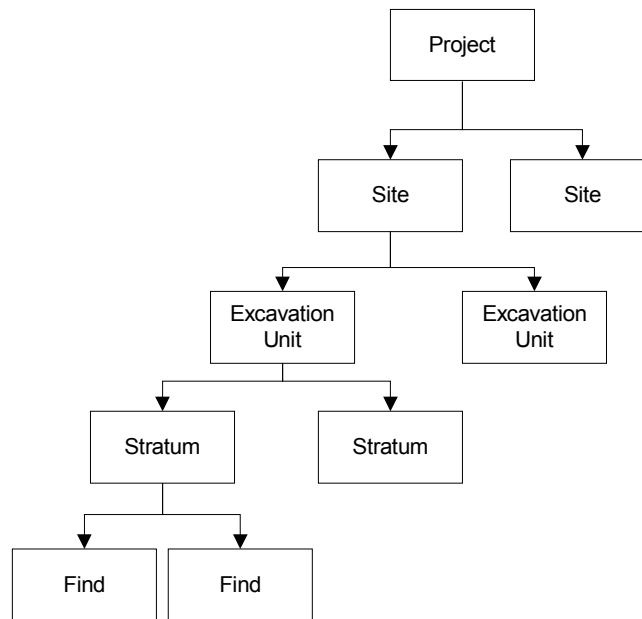 Project
Site
Site
Excavation
Unit
Excavation
Unit
Stratum
Stratum
Find
Find